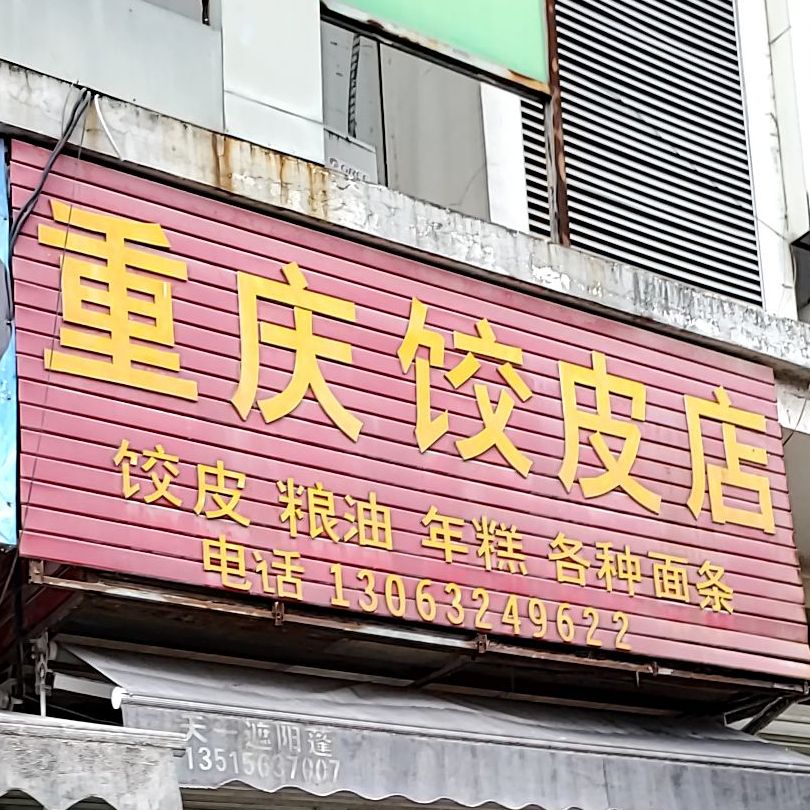 重庆饺皮店
饺皮 粮油 年糕 各种面条
电话 13063249622
天一遮阳蓬
13515637007